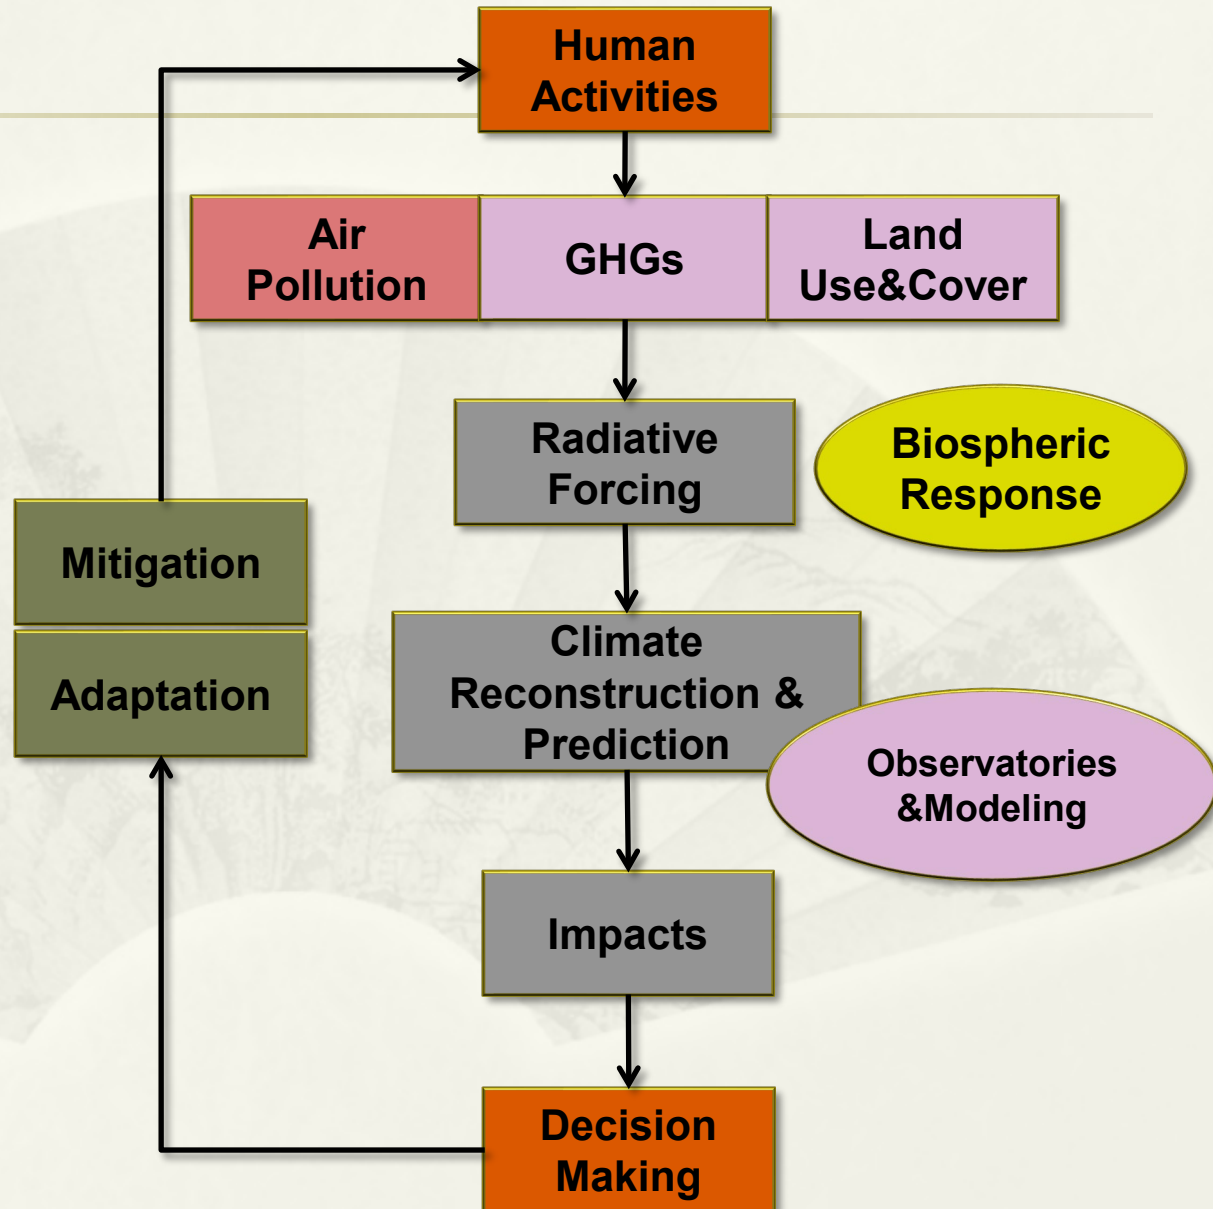 Human
Activities
Air
Pollution
GHGs
Land
Use&Cover
Radiative
Forcing
Biospheric
Response
Mitigation
Adaptation
Climate
Reconstruction &
Prediction
Observatories
&Modeling
Impacts
Decision
Making